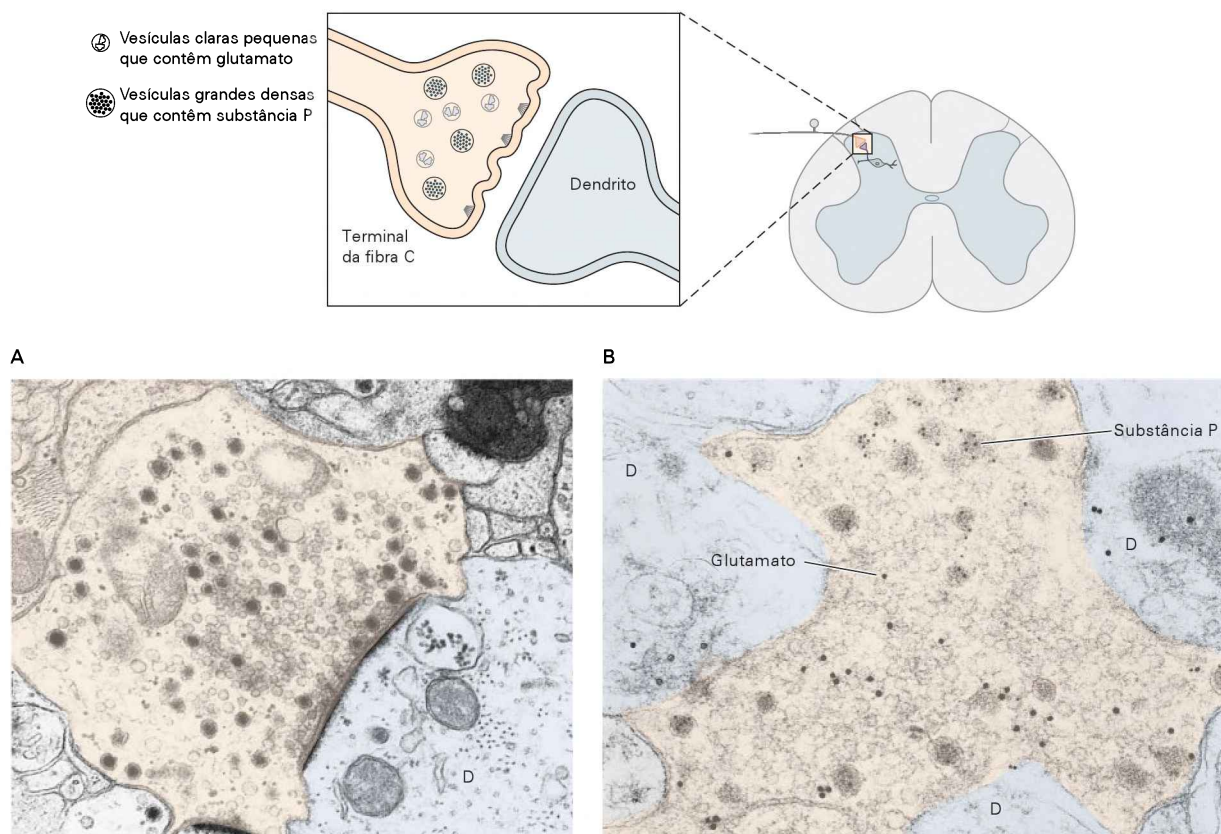 Vesículas claras pequenas
que contêm glutamato
Vesículas grandes densas
que contêm substância P
Dendrito
Terminal
da fibra C
A
B
Substância P
D
D
Glutamato
D
D